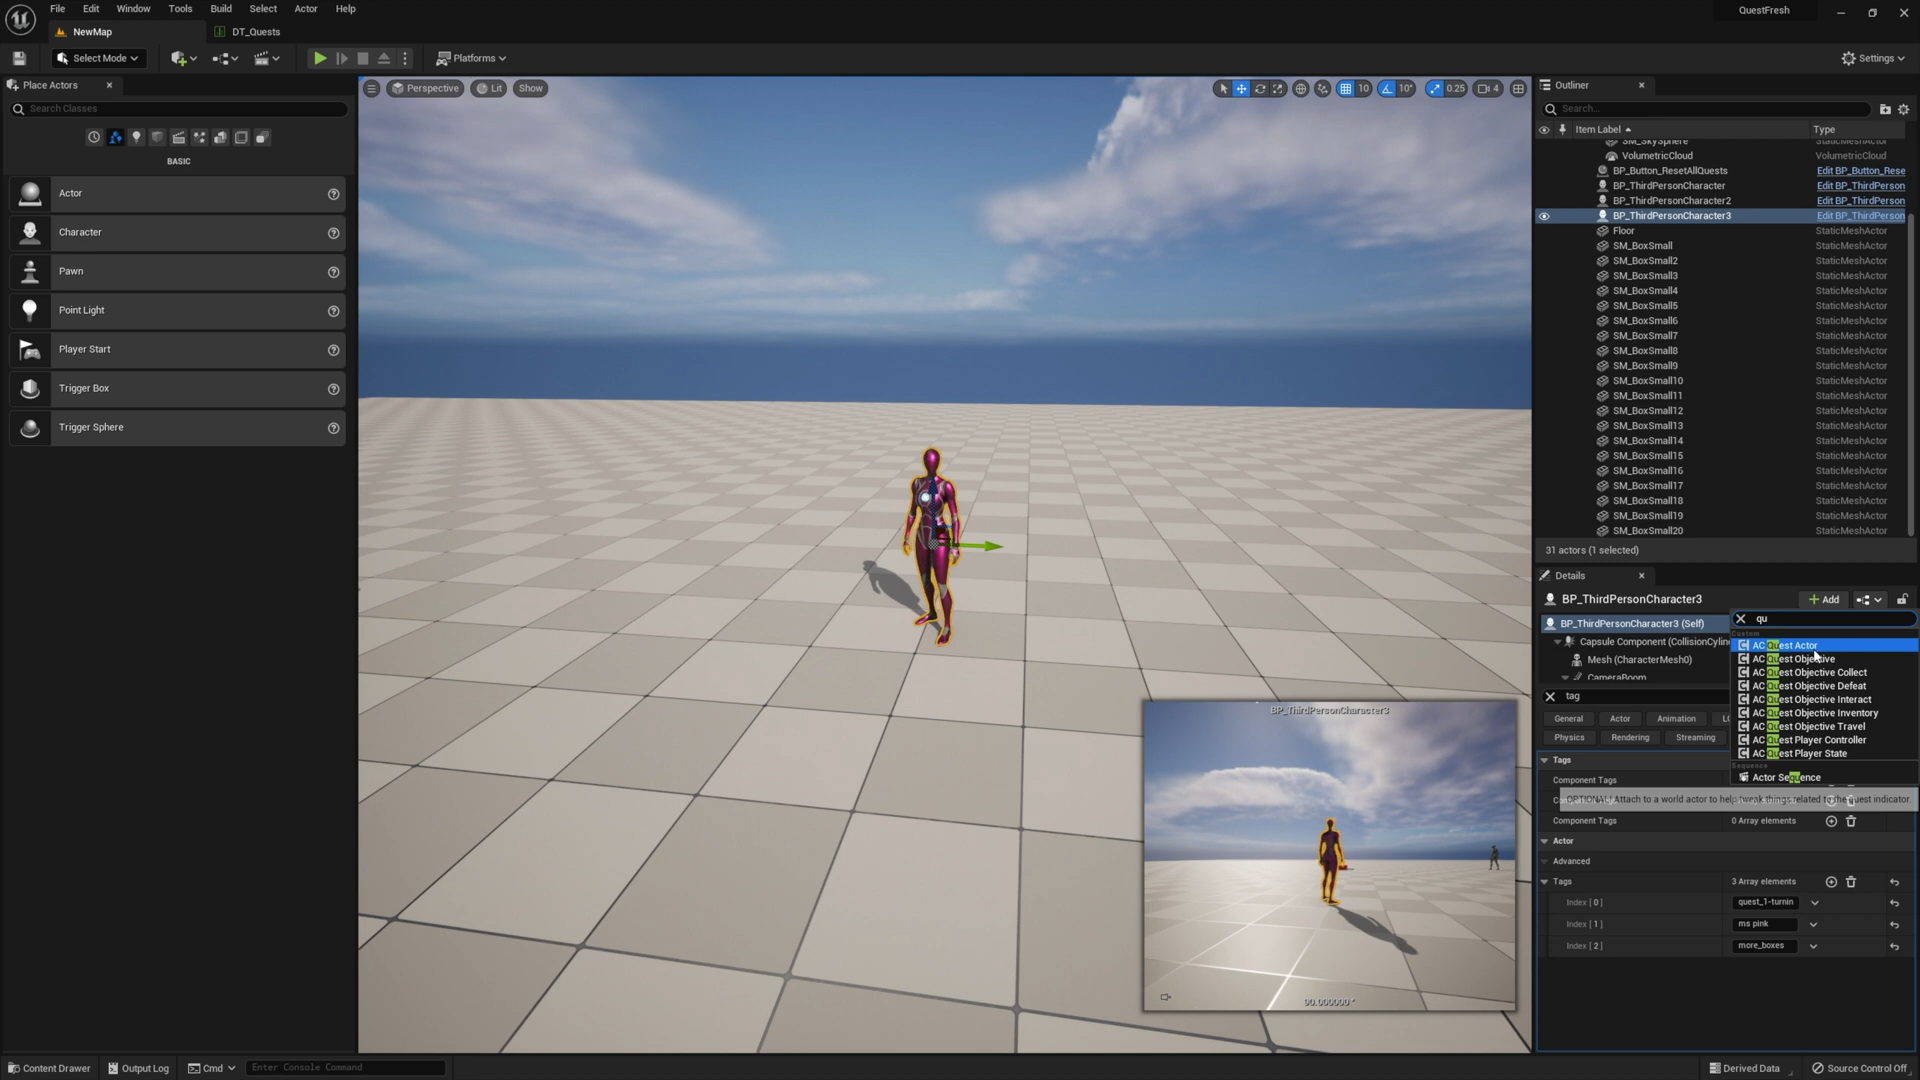 File Edit Window Tools Build Select Actor Help
QuestFresh
NewMap
DT_Quests
Select Mode
Platforms
Settings
Place Actors
Search Classes
BASIC
Actor
Character
Pawn
Point Light
Player Start
Trigger Box
Trigger Sphere
Perspective Lit Show
10 10° 0.25 4
BP_ThirdPersonCharacter3
90.000000 °
Outliner
Search...
Item Label Type
SM_SkySphere StaticMeshActor
VolumetricCloud VolumetricCloud
BP_Button_ResetAllQuests Edit BP_Button_Rese
BP_ThirdPersonCharacter Edit BP_ThirdPerson
BP_ThirdPersonCharacter2 Edit BP_ThirdPerson
BP_ThirdPersonCharacter3 Edit BP_ThirdPerson
Floor StaticMeshActor
SM_BoxSmall StaticMeshActor
SM_BoxSmall2 StaticMeshActor
SM_BoxSmall3 StaticMeshActor
SM_BoxSmall4 StaticMeshActor
SM_BoxSmall5 StaticMeshActor
SM_BoxSmall6 StaticMeshActor
SM_BoxSmall7 StaticMeshActor
SM_BoxSmall8 StaticMeshActor
SM_BoxSmall9 StaticMeshActor
SM_BoxSmall10 StaticMeshActor
SM_BoxSmall11 StaticMeshActor
SM_BoxSmall12 StaticMeshActor
SM_BoxSmall13 StaticMeshActor
SM_BoxSmall14 StaticMeshActor
SM_BoxSmall15 StaticMeshActor
SM_BoxSmall16 StaticMeshActor
SM_BoxSmall17 StaticMeshActor
SM_BoxSmall18 StaticMeshActor
SM_BoxSmall19 StaticMeshActor
SM_BoxSmall20 StaticMeshActor
31 actors (1 selected)
Details
BP_ThirdPersonCharacter3
Add
BP_ThirdPersonCharacter3 (Self)
Capsule Component (CollisionCylin
Mesh (CharacterMesh0)
CameraBoom
qu
Custom
AC Quest Actor
AC Quest Objective
AC Quest Objective Collect
AC Quest Objective Defeat
AC Quest Objective Interact
AC Quest Objective Inventory
AC Quest Objective Travel
AC Quest Player Controller
AC Quest Player State
Sequence
Actor Sequence
tag
General Actor Animation
Physics Rendering Streaming
Tags
Component Tags
OPTIONAL! Attach to a world actor to help tweak things related to the quest indicator.
Component Tags 0 Array elements
Actor
Advanced
Tags 3 Array elements
Index [ 0 ] quest_1-turnin
Index [ 1 ] ms pink
Index [ 2 ] more_boxes
Content Drawer Output Log Cmd Enter Console Command
Derived Data Source Control Off